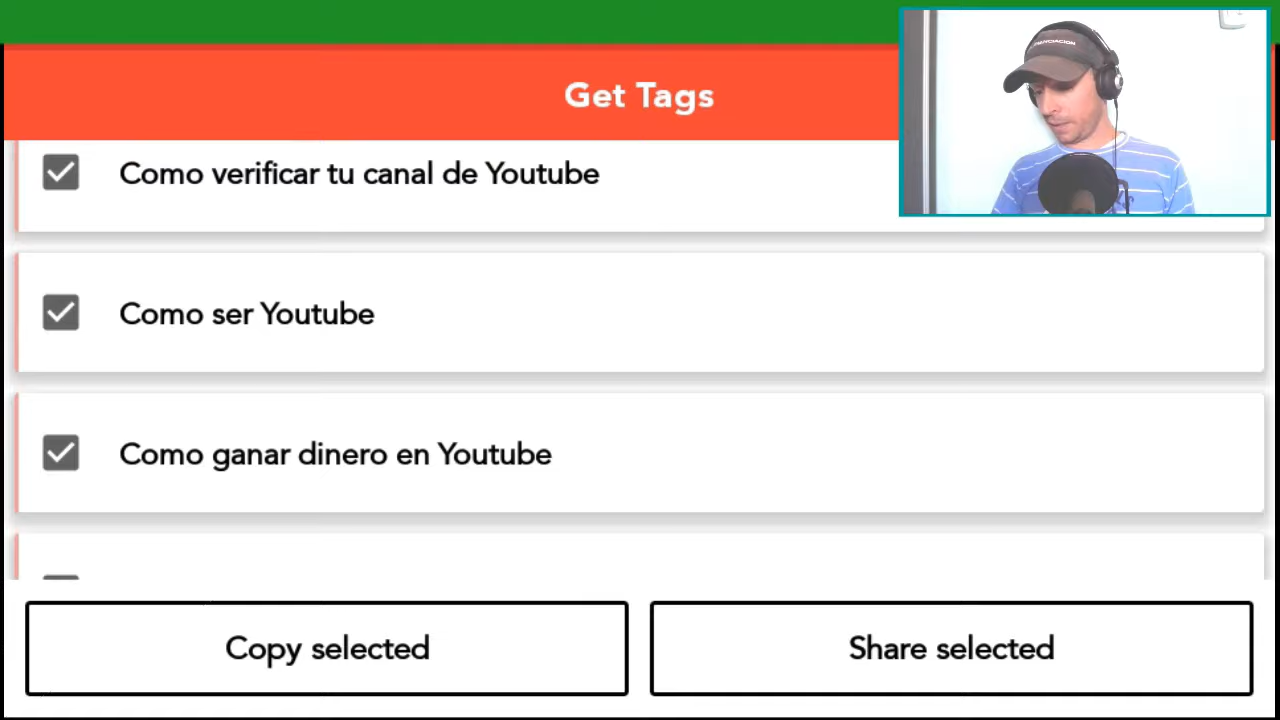 Get Tags
Como verificar tu canal de Youtube
Como ser Youtube
Como ganar dinero en Youtube
Copy selected
Share selected